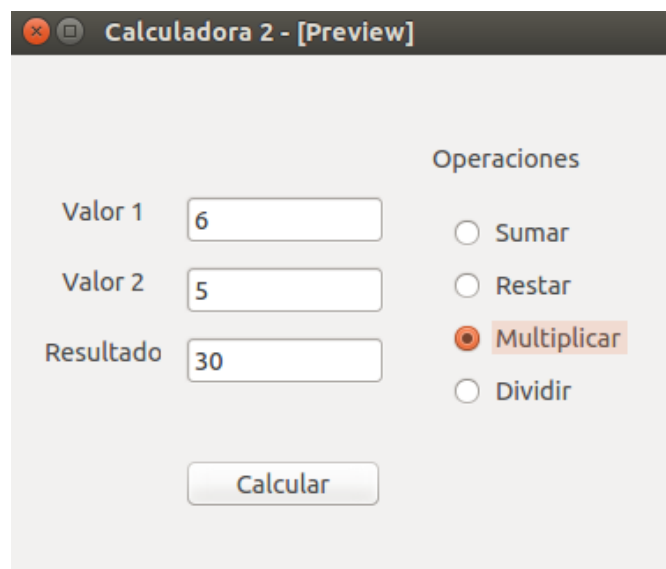 Calculadora 2 - [Preview]
Operaciones
Valor 1
6
Sumar
Valor 2
5
Restar
Resultado
30
Multiplicar
Dividir
Calcular